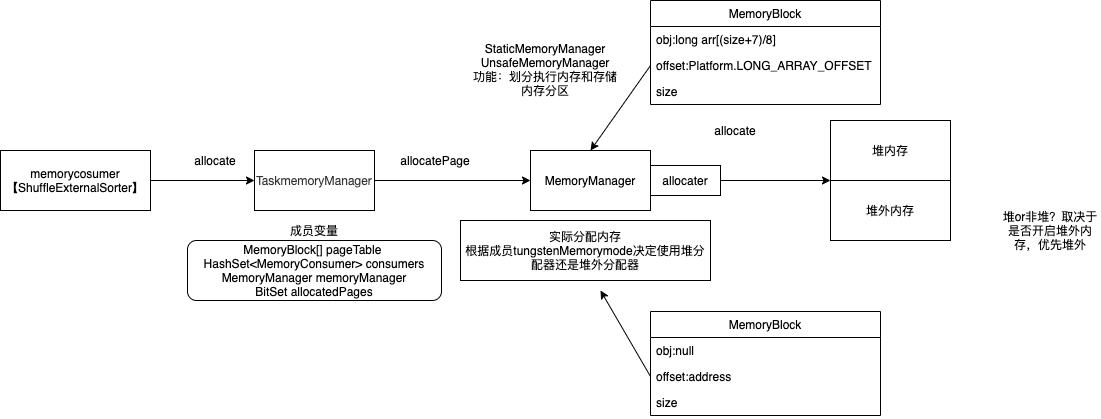 MemoryBlock
obj:long arr[(size+7)/8]
offset:Platform.LONG_ARRAY_OFFSET
size
StaticMemoryManager
UnsafeMemoryManager
功能：划分执行内存和存储
内存分区
memorycosumer
【ShuffleExternalSorter】
allocate
TaskmemoryManager
allocatePage
MemoryManager
allocater
allocate
堆内存
堆外内存
堆or非堆？取决于
是否开启堆外内
存，优先堆外
成员变量
MemoryBlock[] pageTable
HashSet<MemoryConsumer> consumers
MemoryManager memoryManager
BitSet allocatedPages
实际分配内存
根据成员tungstenMemorymode决定使用堆分
配器还是堆外分配器
MemoryBlock
obj:null
offset:address
size